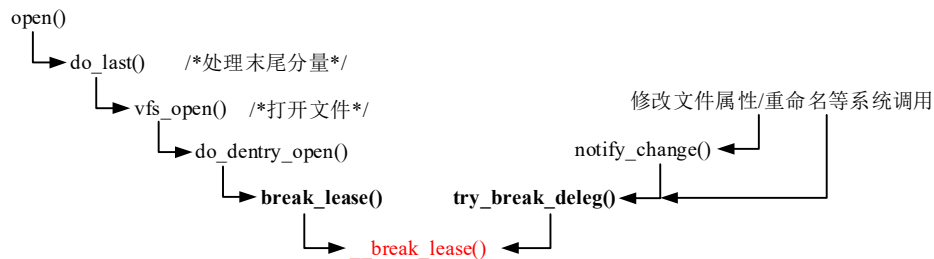 open()
do_last() /*处理末尾分量*/
vfs_open() /*打开文件*/
修改文件属性/重命名等系统调用
do_dentry_open()
notify_change()
break_lease()
try_break_deleg()
__break_lease()